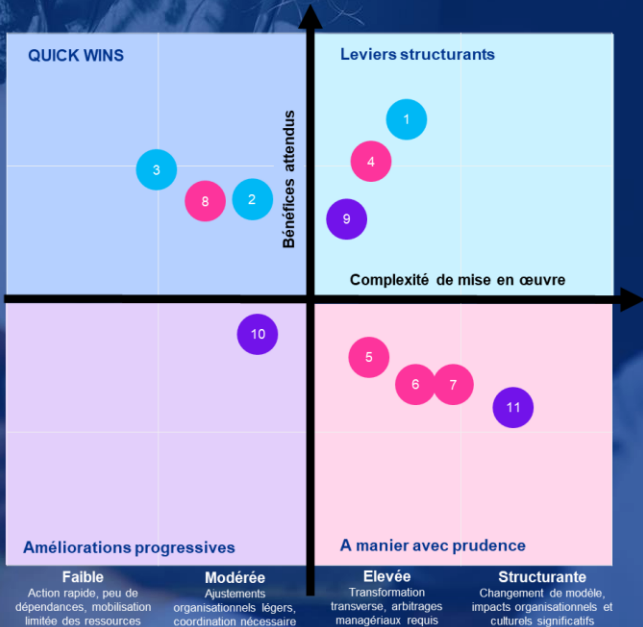 QUICK WINS
Leviers structurants
Bénéfices attendus
1
3
4
8
2
9
Complexité de mise en œuvre
10
5
6
7
11
Améliorations progressives
A manier avec prudence
Faible
Action rapide, peu de
dépendances, mobilisation
limitée des ressources
Modérée
Ajustements
organisationnels légers,
coordination nécessaire
Elevée
Transformation
transverse, arbitrages
managériaux requis
Structurante
Changement de modèle,
impacts organisationnels et
culturels significatifs